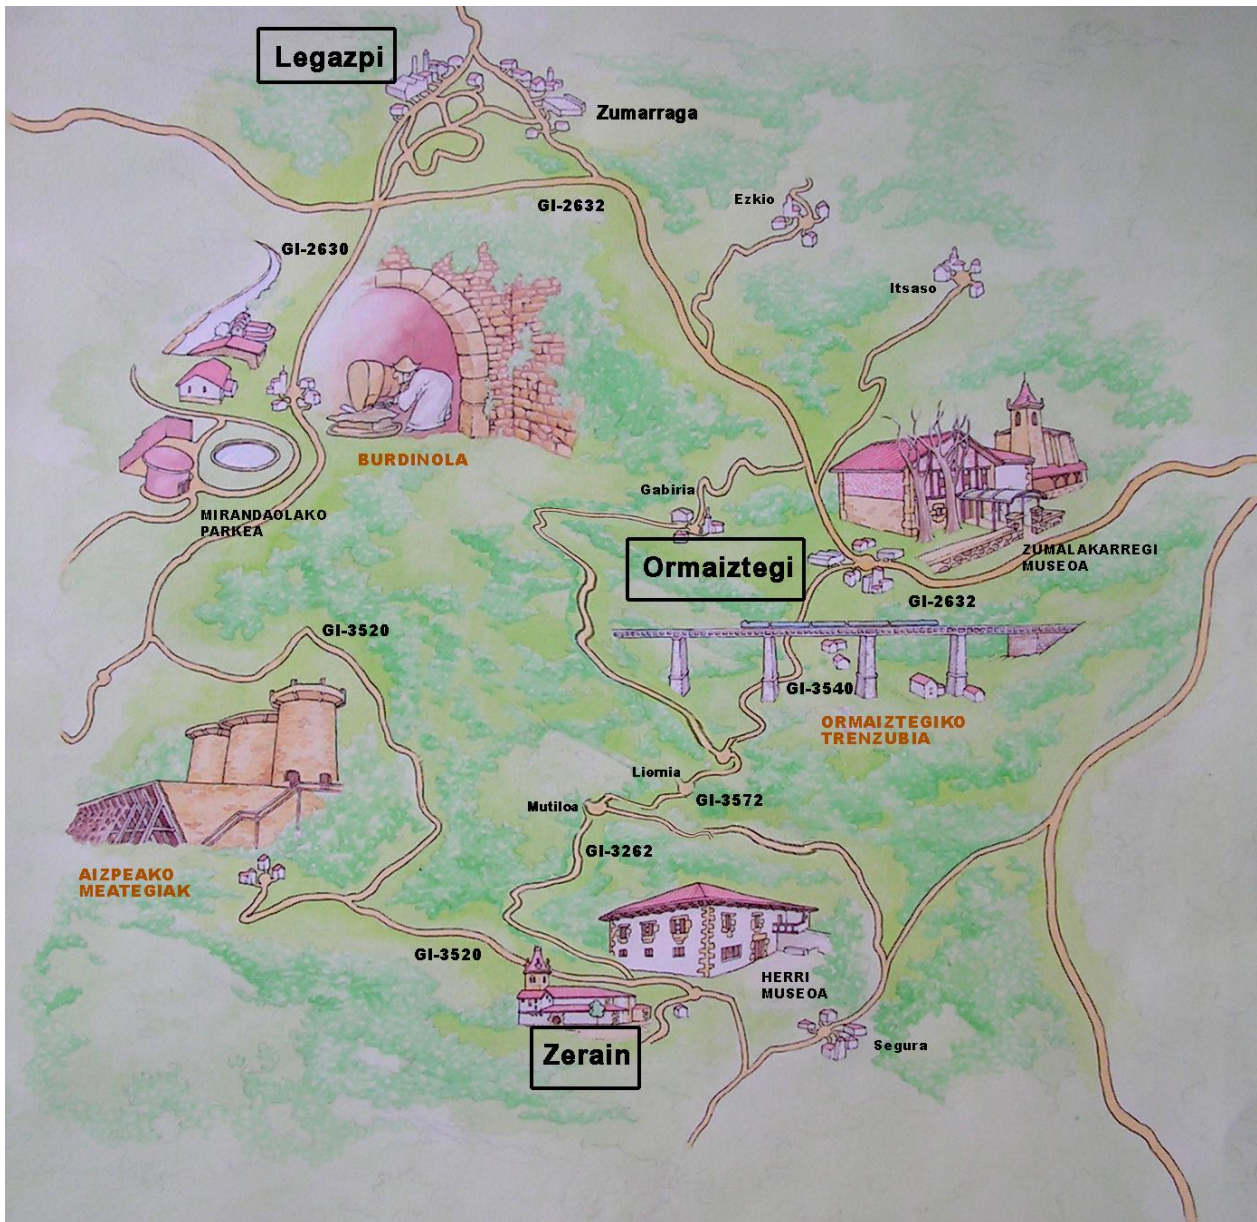 Legazpi
Zumarraga
Ezkio
GI-2632
GI-2630
Itsaso
BURDINOLA
Gabiria
MIRANDAOLAKO
PARKEA
ZUMALAKARREGI
MUSEOA
Ormaiztegi
GI-2632
GI-3520
GI-3540
ORMAIZTEGIKO
TRENZUBIA
Liernia
GI-3572
Mutiloa
GI-3262
AIZPEAKO
MEATEGIAK
GI-3520
HERRI
MUSEOA
Zerain
Segura